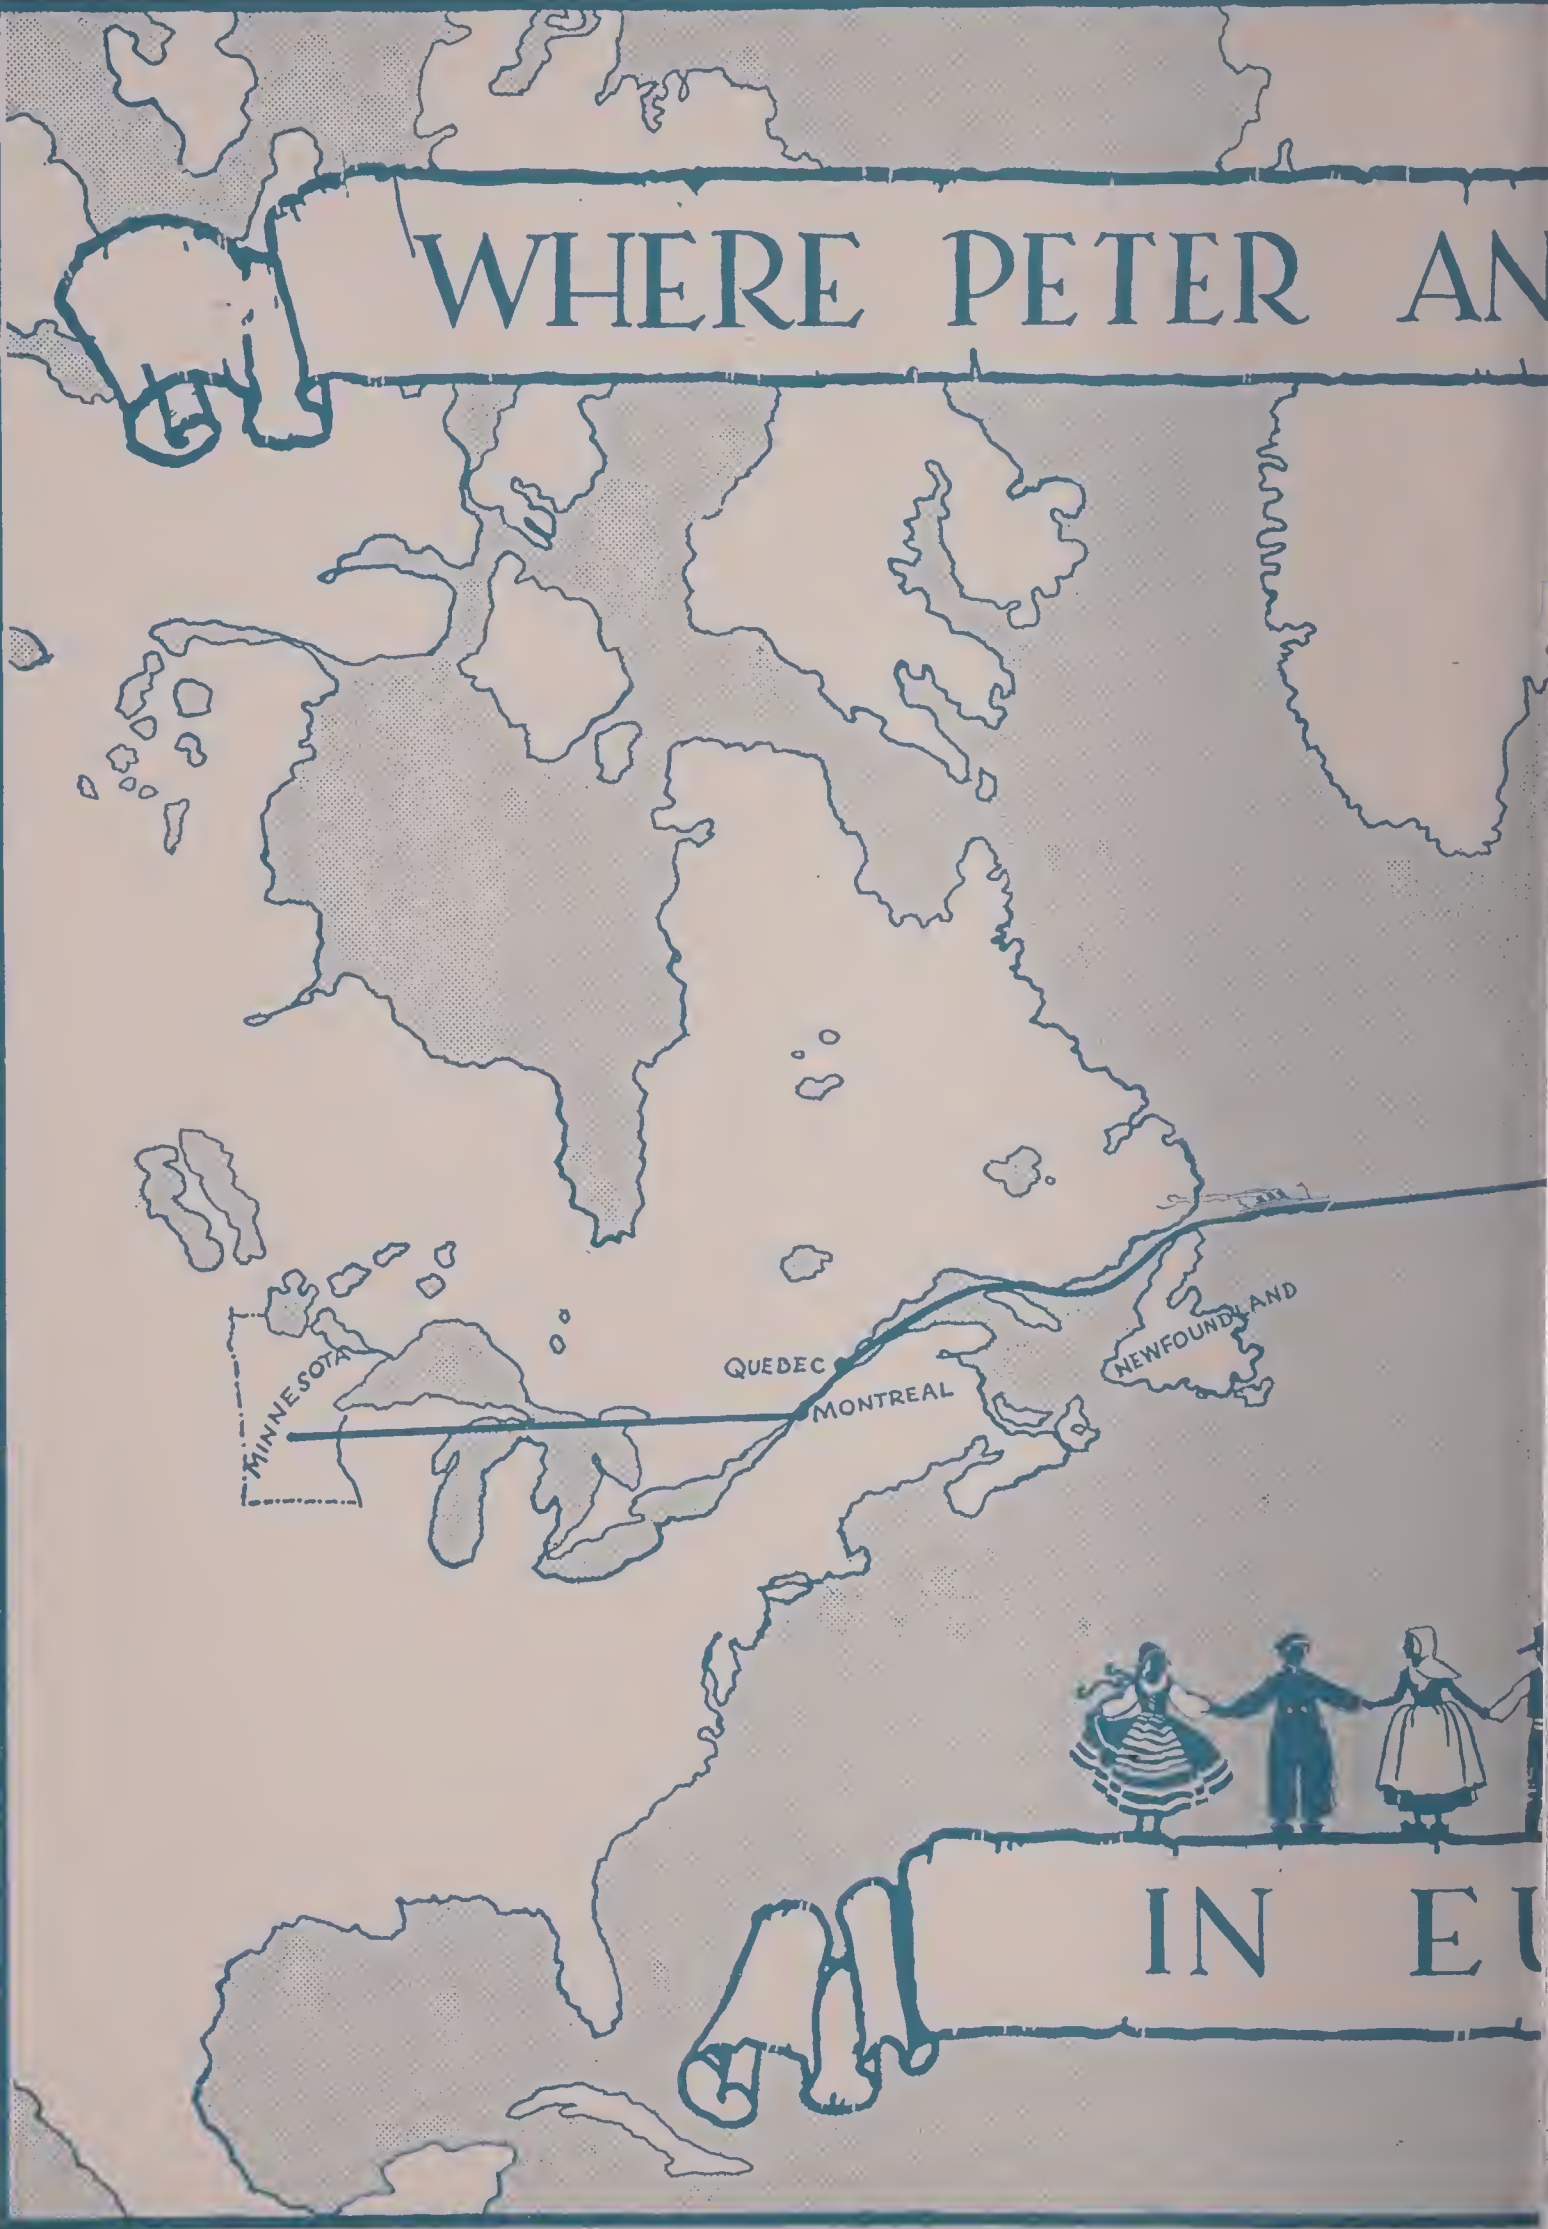 WHERE PETER AN
NEWFOUNDLAND
QUEBEC
MINNESOTA
MONTREAL
IN EU